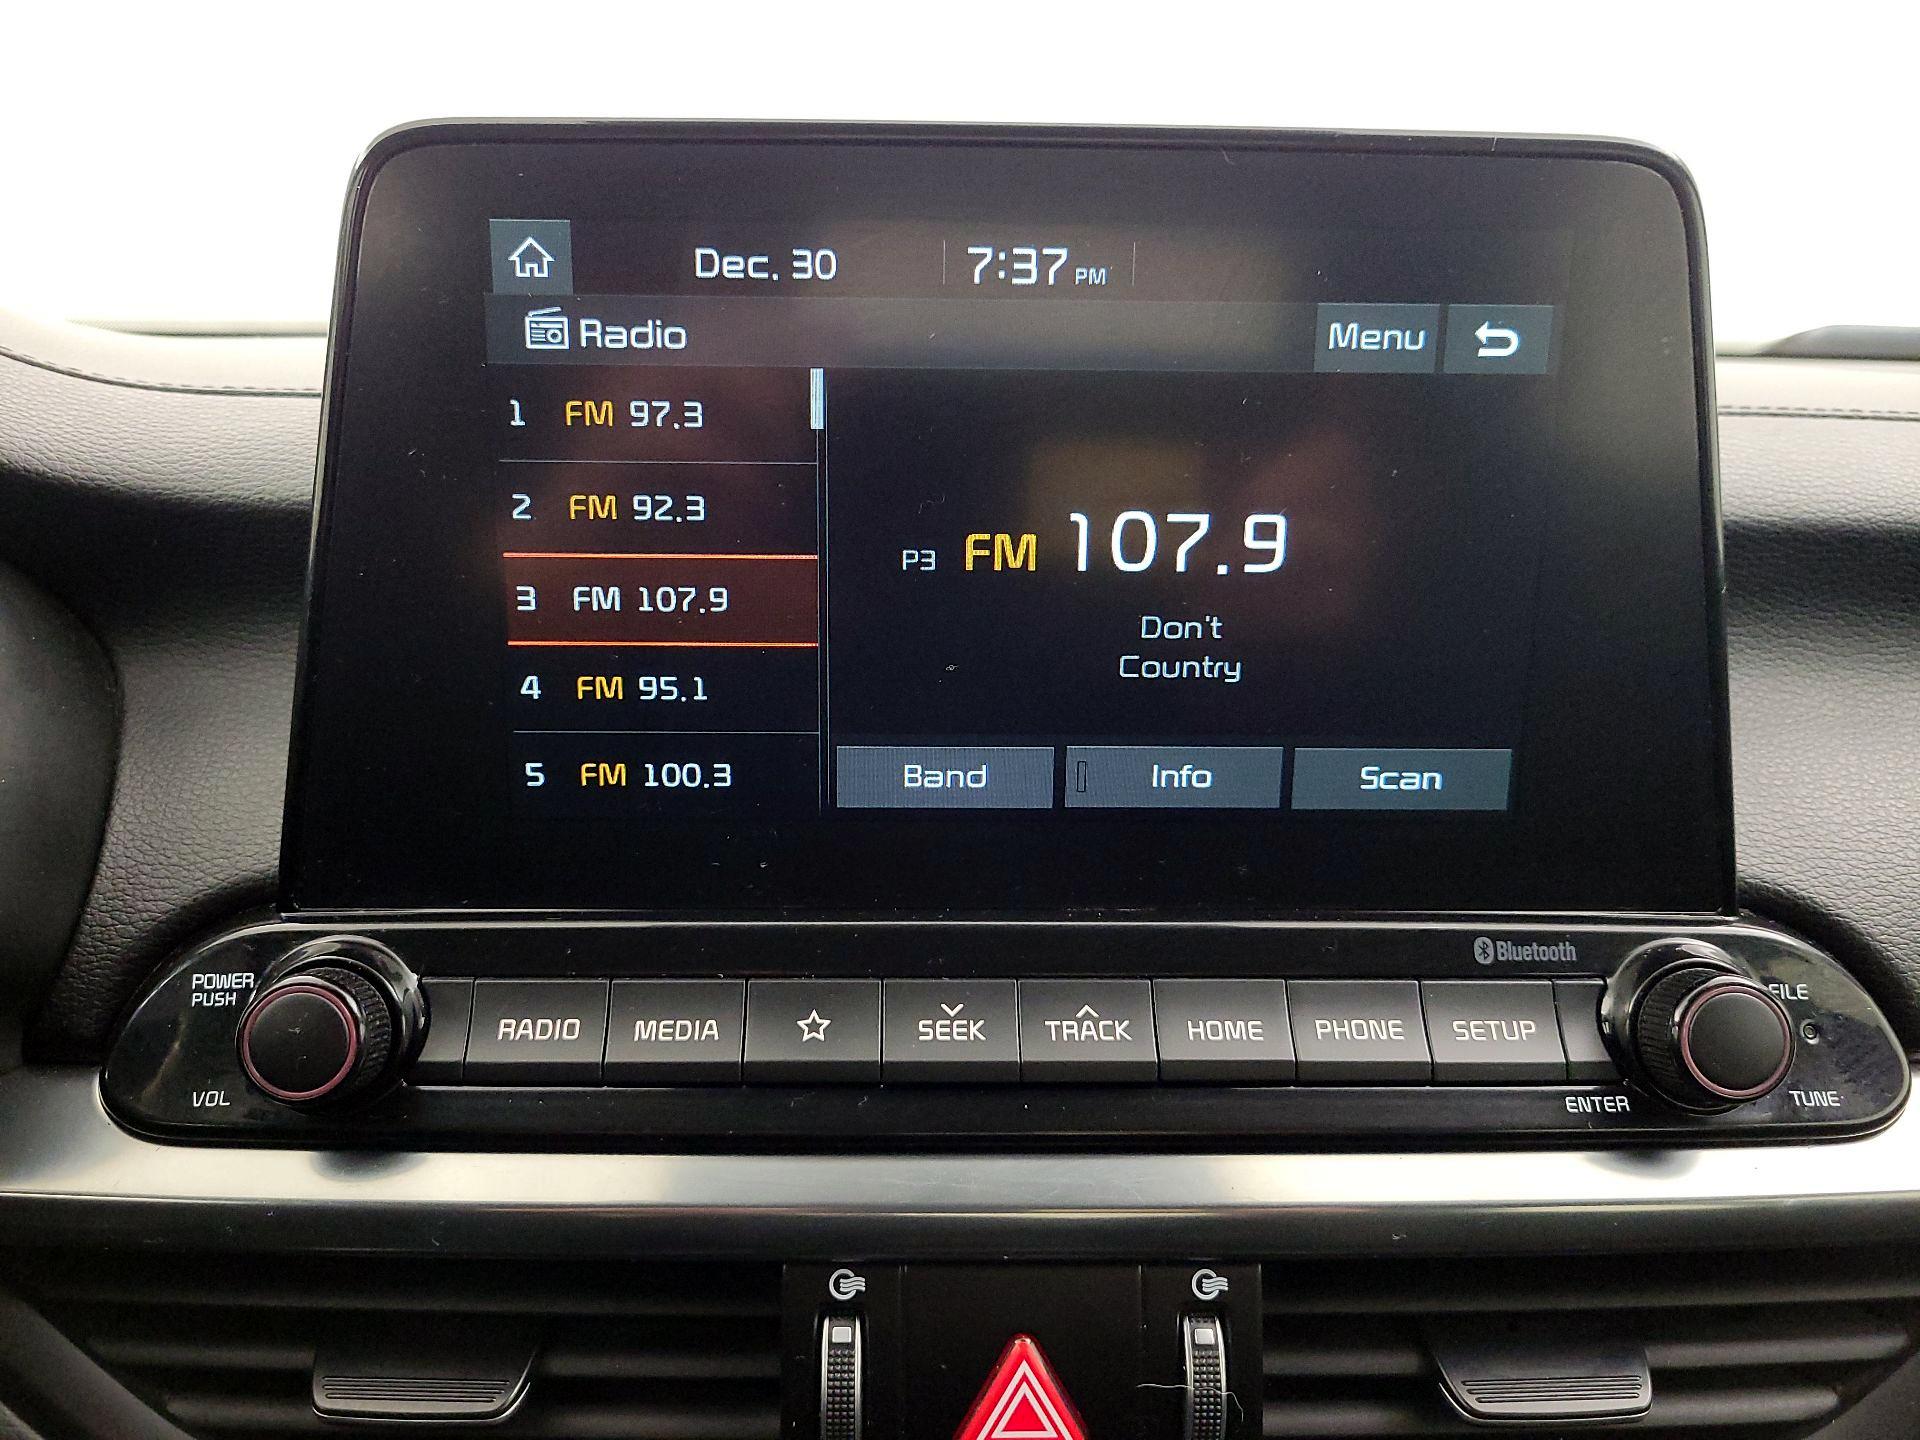 Dec. 30 7:37 PM
Radio Menu
1 FM 97.3
2 FM 92.3
3 FM 107.9
4 FM 95.1
5 FM 100.3
P3 FM 107.9
Don't
Country
Band Info Scan
Bluetooth
POWER
PUSH
VOL
RADIO MEDIA SEEK TRACK HOME PHONE SETUP
FILE
ENTER
TUNE